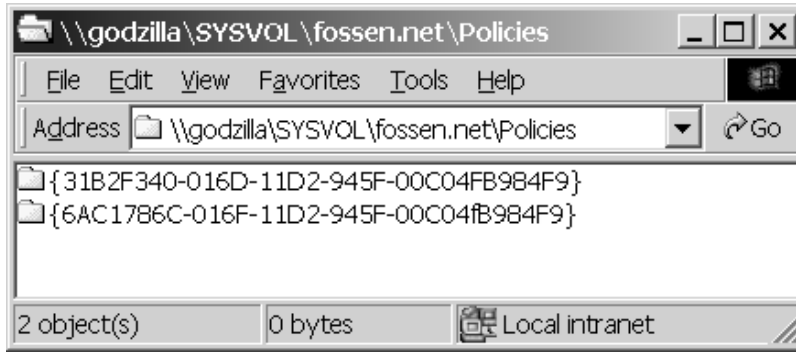 \\godzilla\SYSVOL\fossen.net\Policies
File Edit View Favorites Tools Help
Address \\godzilla\SYSVOL\fossen.net\Policies Go
{31B2F340-016D-11D2-945F-00C04FB984F9}
{6AC1786C-016F-11D2-945F-00C04fB984F9}
2 object(s) 0 bytes Local intranet